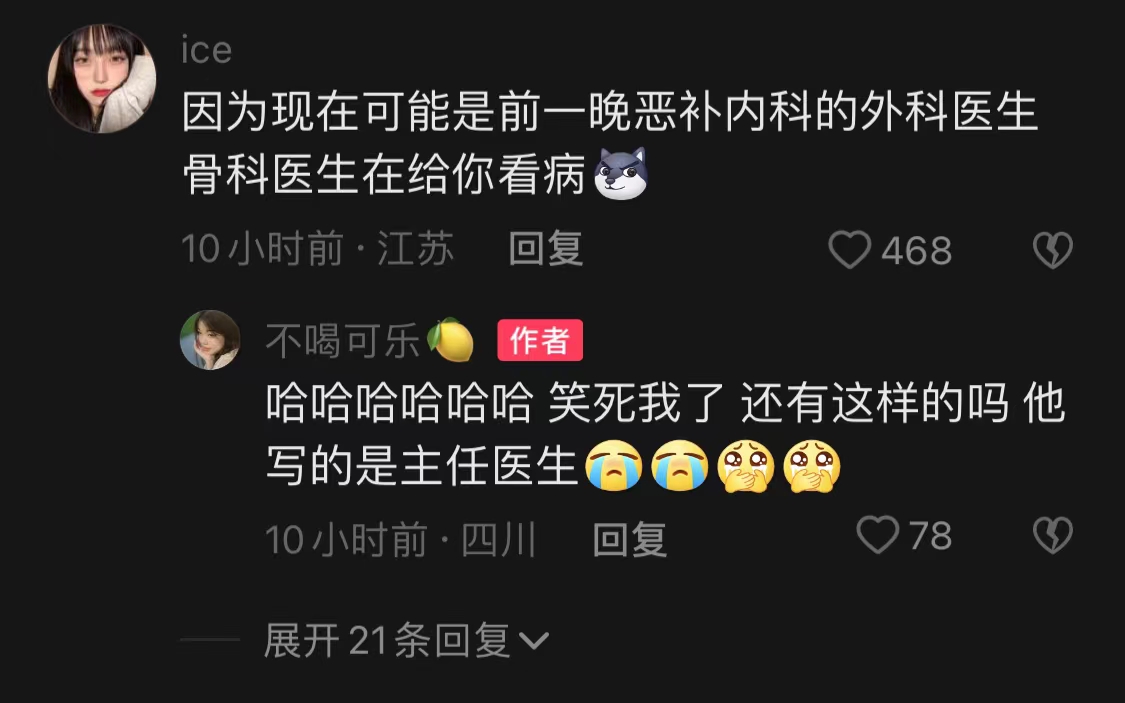 ice
因为现在可能是前一晚恶补内科的外科医生
骨科医生在给你看病
10小时前·江苏 回复 468
不喝可乐🍋 作者
哈哈哈哈哈哈 笑死我了 还有这样的吗 他
写的是主任医生😭😭🥹🥹
10小时前·四川 回复 78
展开21条回复